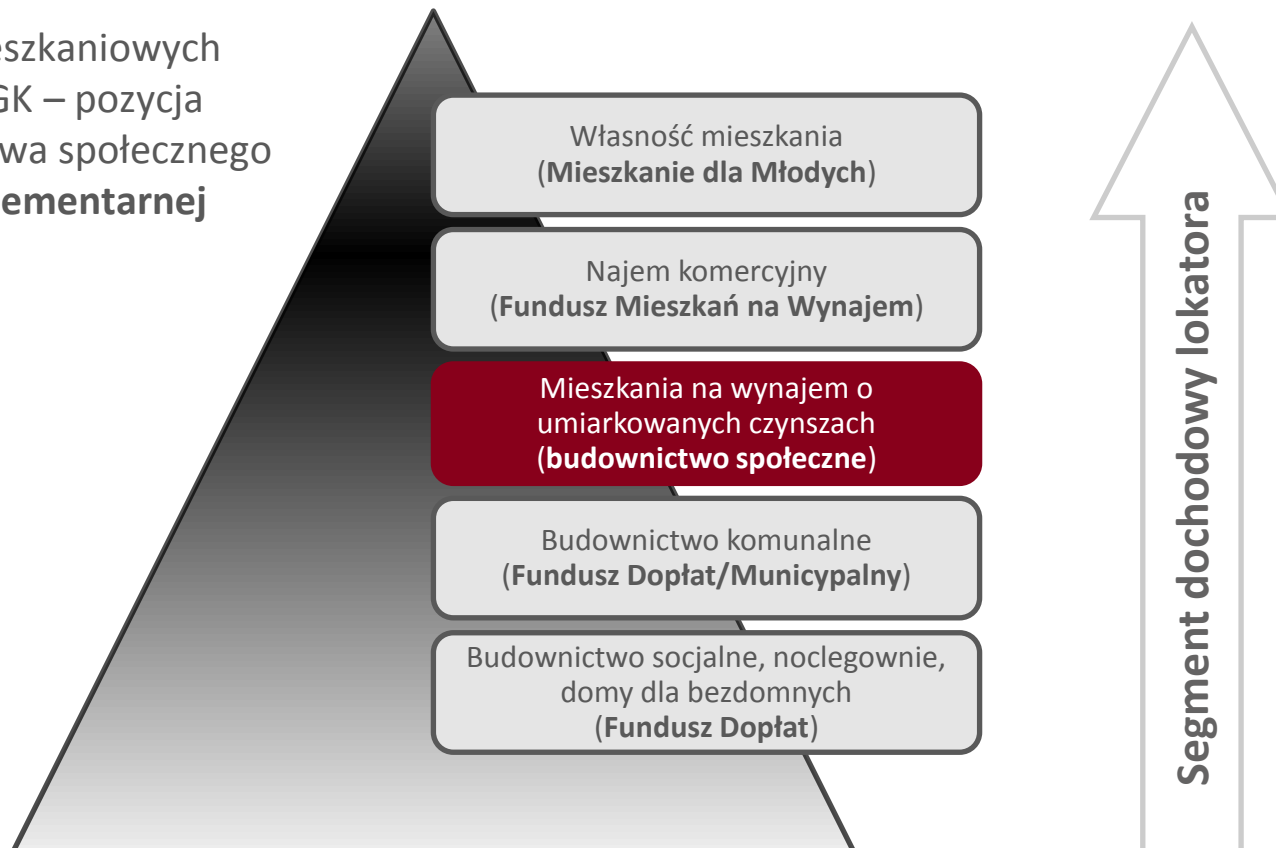 eszkaniowych
GK – pozycja
wa społecznego
ementarnej
Własność mieszkania
(Mieszkanie dla Młodych)
Najem komercyjny
(Fundusz Mieszkań na Wynajem)
Mieszkania na wynajem o
umiarkowanych czynszach
(budownictwo społeczne)
Budownictwo komunalne
(Fundusz Dopłat/Municypalny)
Budownictwo socjalne, noclegownie,
domy dla bezdomnych
(Fundusz Dopłat)
Segment dochodowy lokatora